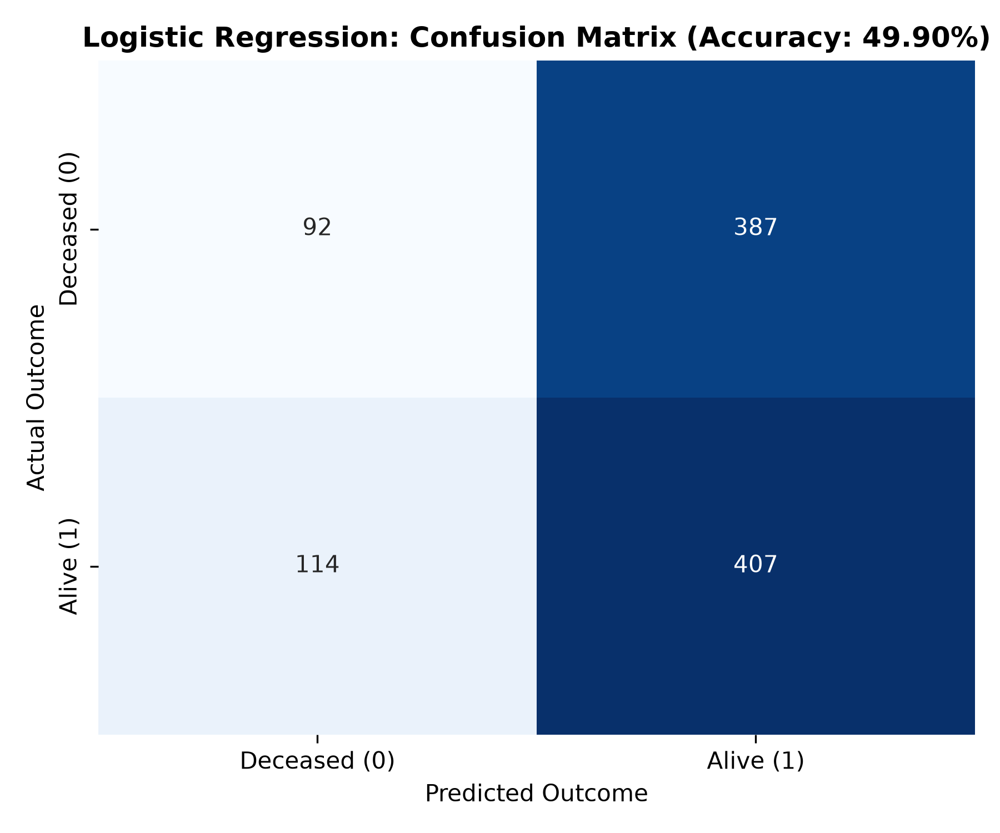 Logistic Regression: Confusion Matrix (Accuracy: 49.90%)
Actual Outcome
Deceased (0)
92
387
Alive (1)
114
407
Deceased (0)
Alive (1)
Predicted Outcome